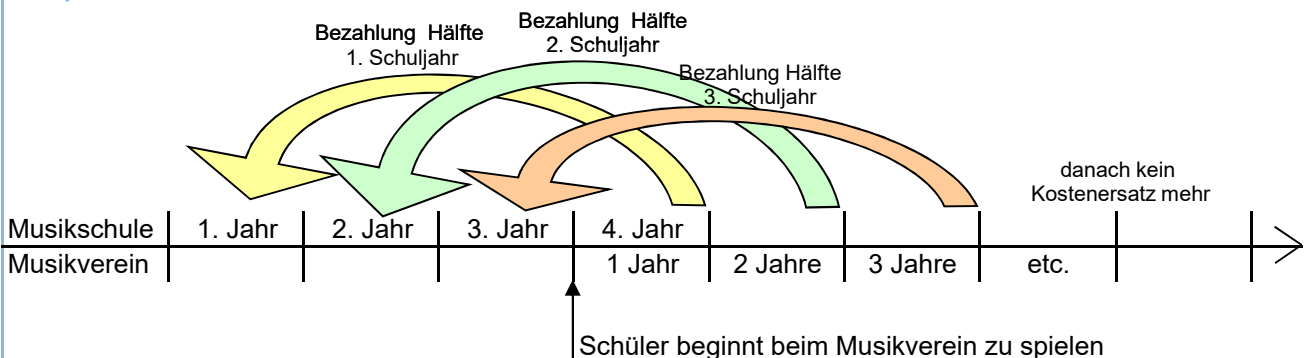 Bezahlung Hälfte
1. Schuljahr
Bezahlung Hälfte
2. Schuljahr
Bezahlung Hälfte
3. Schuljahr
danach kein
Kostenersatz mehr
Musikschule 1. Jahr 2. Jahr 3. Jahr 4. Jahr
Musikverein 1 Jahr 2 Jahre 3 Jahre etc.
Schüler beginnt beim Musikverein zu spielen